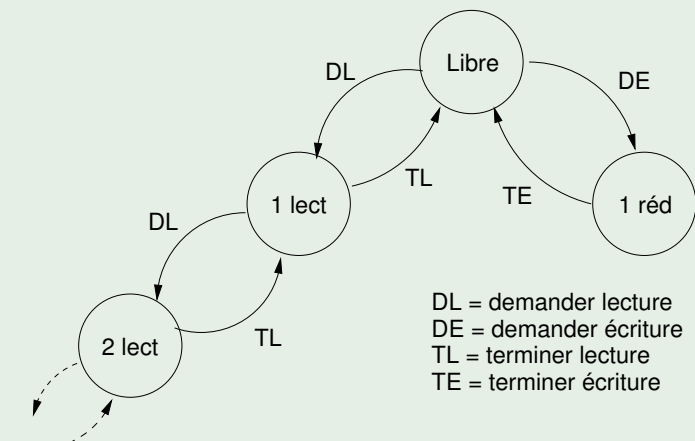 Libre
DL
DE
TL
TE
1 lect
1 réd
DL
TL
2 lect
DL = demander lecture
DE = demander écriture
TL = terminer lecture
TE = terminer écriture